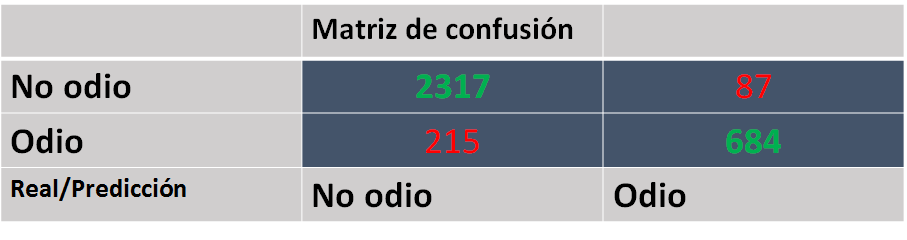 Matriz de confusión
No odio 2317 87
Odio 215 684
Real/Predicción No odio Odio